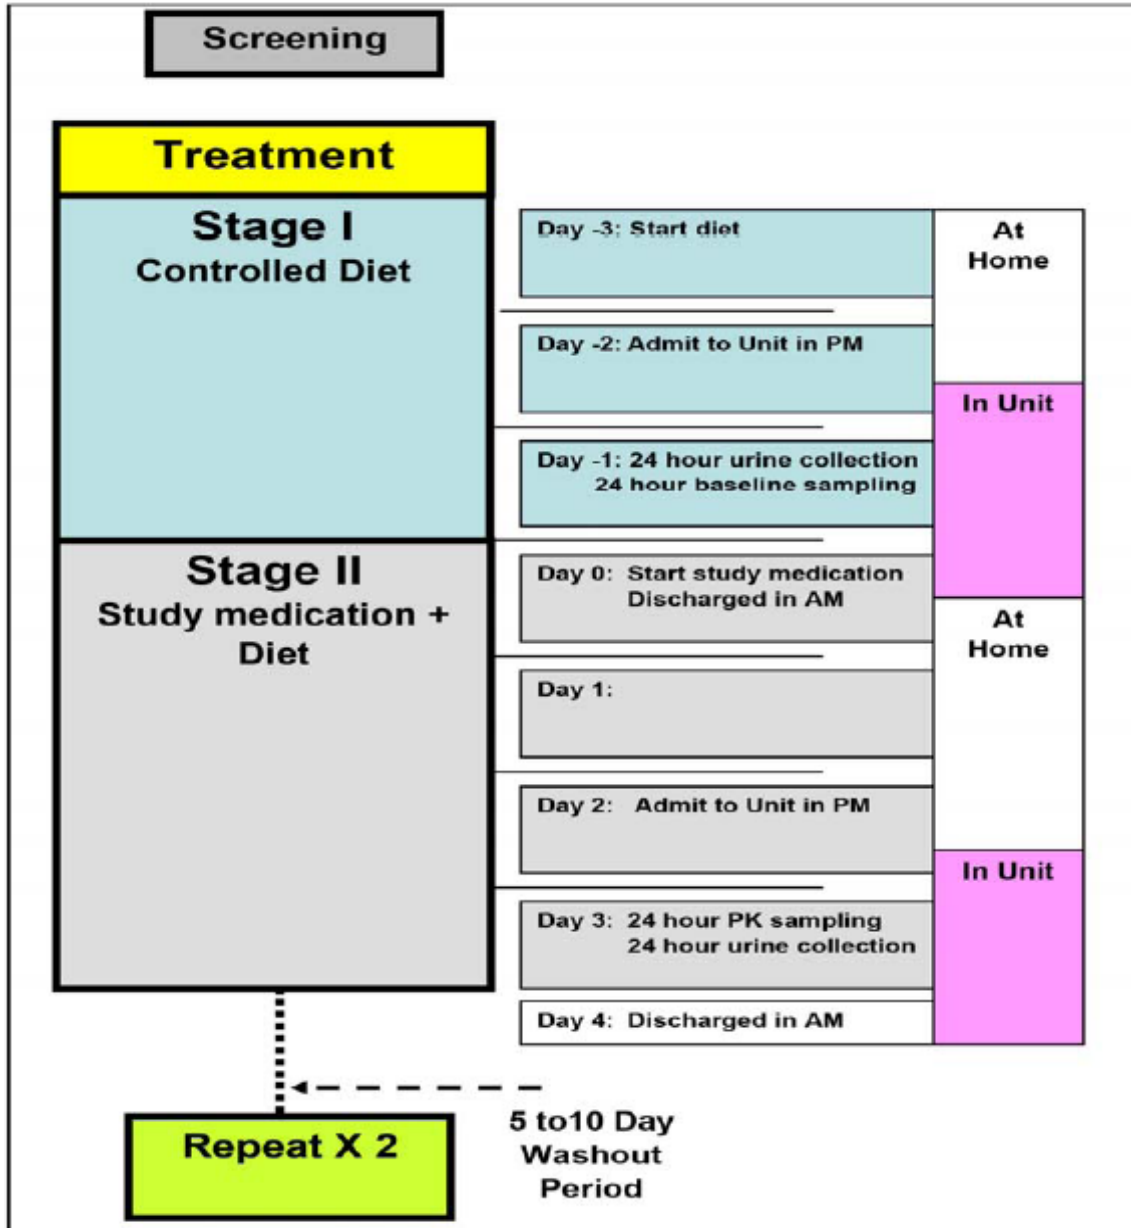 Screening
Treatment
Stage I
Controlled Diet
Day -3: Start diet
At
Home
Day -2: Admit to Unit in PM
In Unit
Day -1: 24 hour urine collection
24 hour baseline sampling
Stage II
Study medication +
Diet
Day 0: Start study medication
Discharged in AM
At
Home
Day 1:
Day 2: Admit to Unit in PM
In Unit
Day 3: 24 hour PK sampling
24 hour urine collection
Day 4: Discharged in AM
5 to10 Day
Washout
Period
Repeat X 2